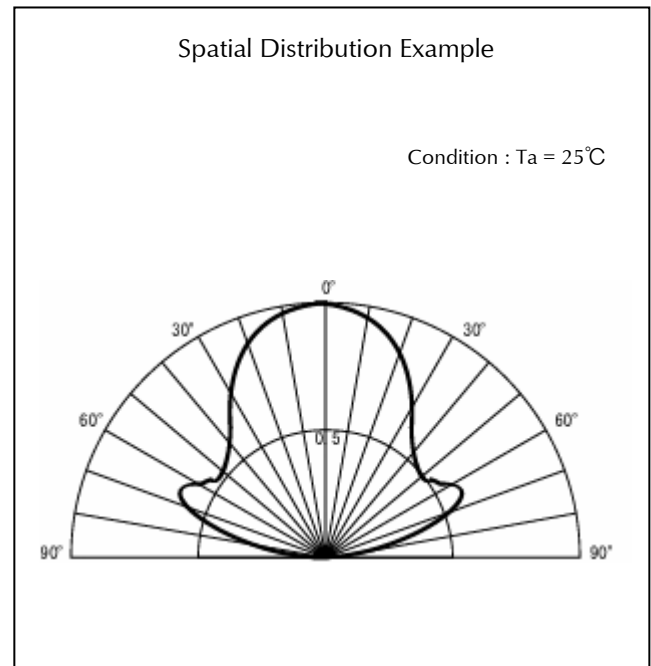 Spatial Distribution Example
Condition : Ta = 25℃
0°
30° 30°
60° 60°
0.5
90° 90°